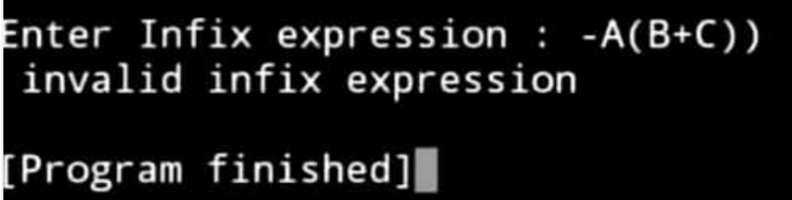 Enter Infix expression : -A(B+C))
invalid infix expression
[Program finished]